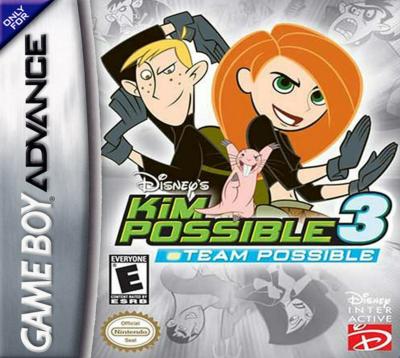 ONLY
FOR
GAME BOY ADVANCE
Disney's
KIM
POSSIBLE 3
TEAM POSSIBLE
EVERYONE
E
CONTENT RATED BY
ESRB
Official
Nintendo
Seal
Disney
INTER
ACTIVE